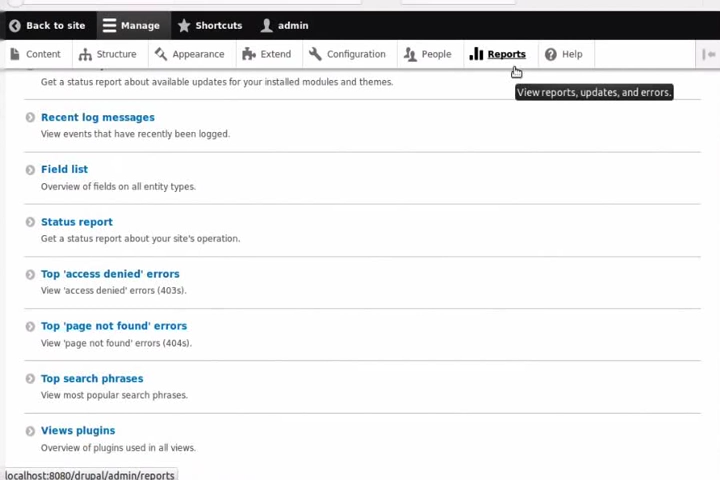 Back to site Manage Shortcuts admin
Content Structure Appearance Extend Configuration People Reports Help
Get a status report about available updates for your installed modules and themes.
View reports, updates, and errors.
Recent log messages
View events that have recently been logged.
Field list
Overview of fields on all entity types.
Status report
Get a status report about your site's operation.
Top 'access denied' errors
View 'access denied' errors (403s).
Top 'page not found' errors
View 'page not found' errors (404s).
Top search phrases
View most popular search phrases.
Views plugins
Overview of plugins used in all views.
localhost:8080/drupal/admin/reports